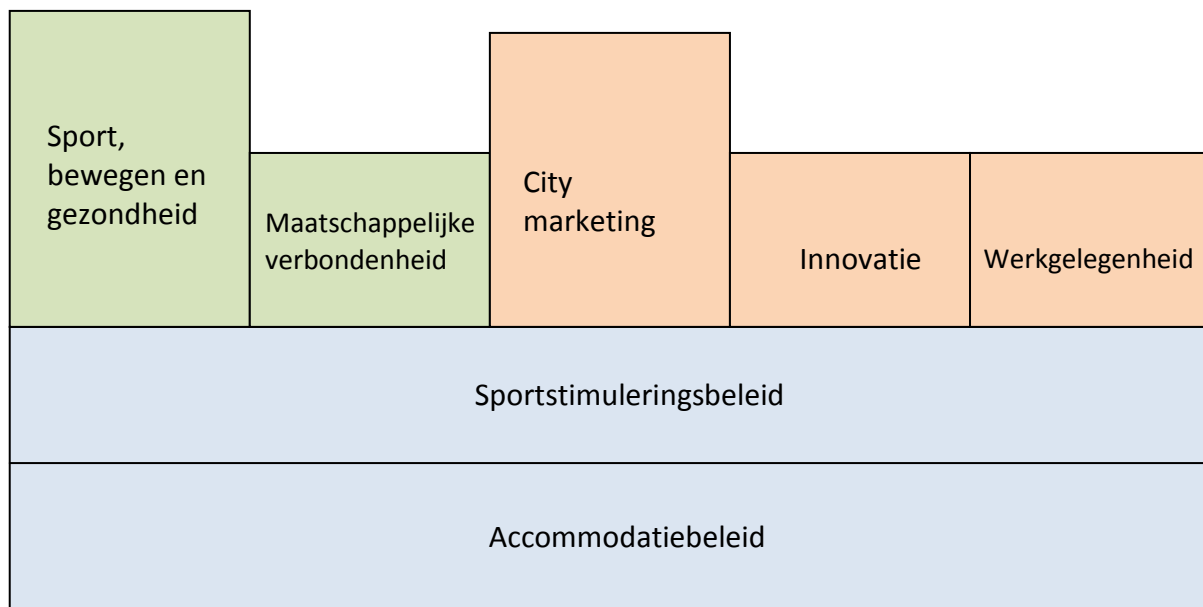 Sport,
bewegen en
gezondheid
Maatschappelijke
verbondenheid
City
marketing
Innovatie
Werkgelegenheid
Sportstimuleringsbeleid
Accommodatiebeleid